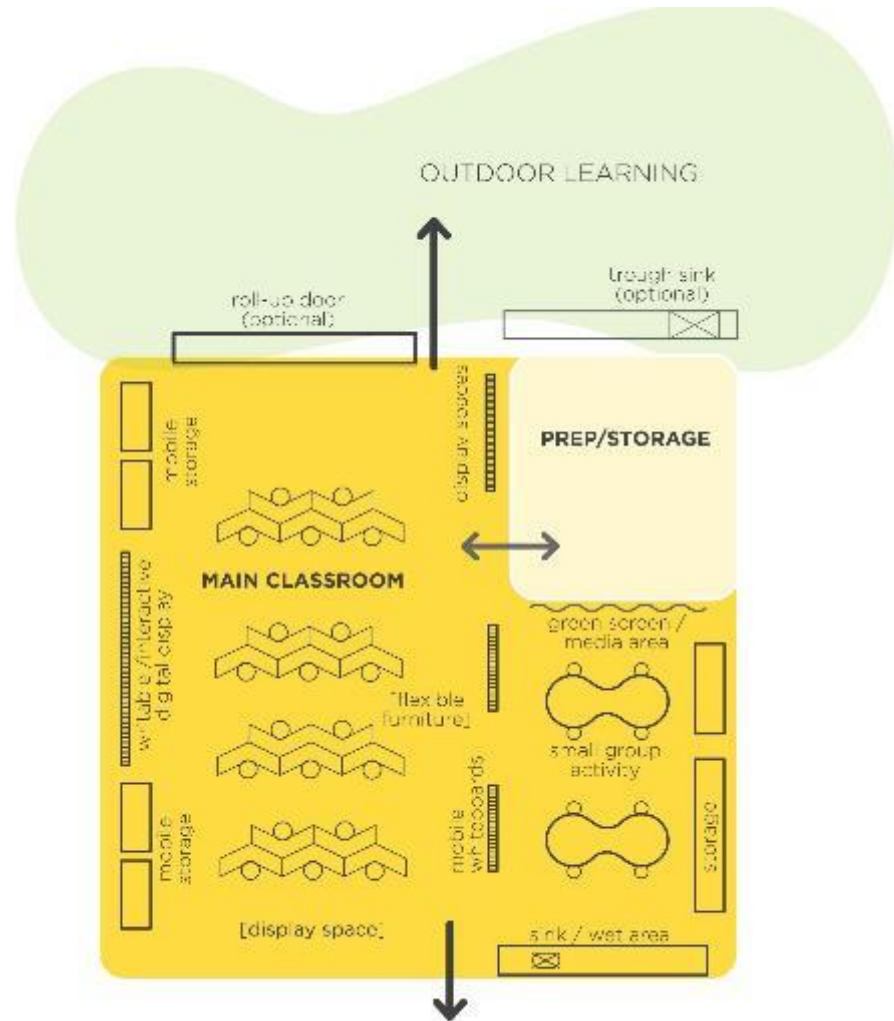 OUTDOOR LEARNING
roll-up door
(optional)
trough sink
(optional)
mobile
storage
display spaces
PREP/STORAGE
MAIN CLASSROOM
writable/interactive
digital display
green screen /
media area
[flexible
furniture]
small group
activity
mobile
storage
mobile
whiteboards
storage
[display space]
sink / wet area